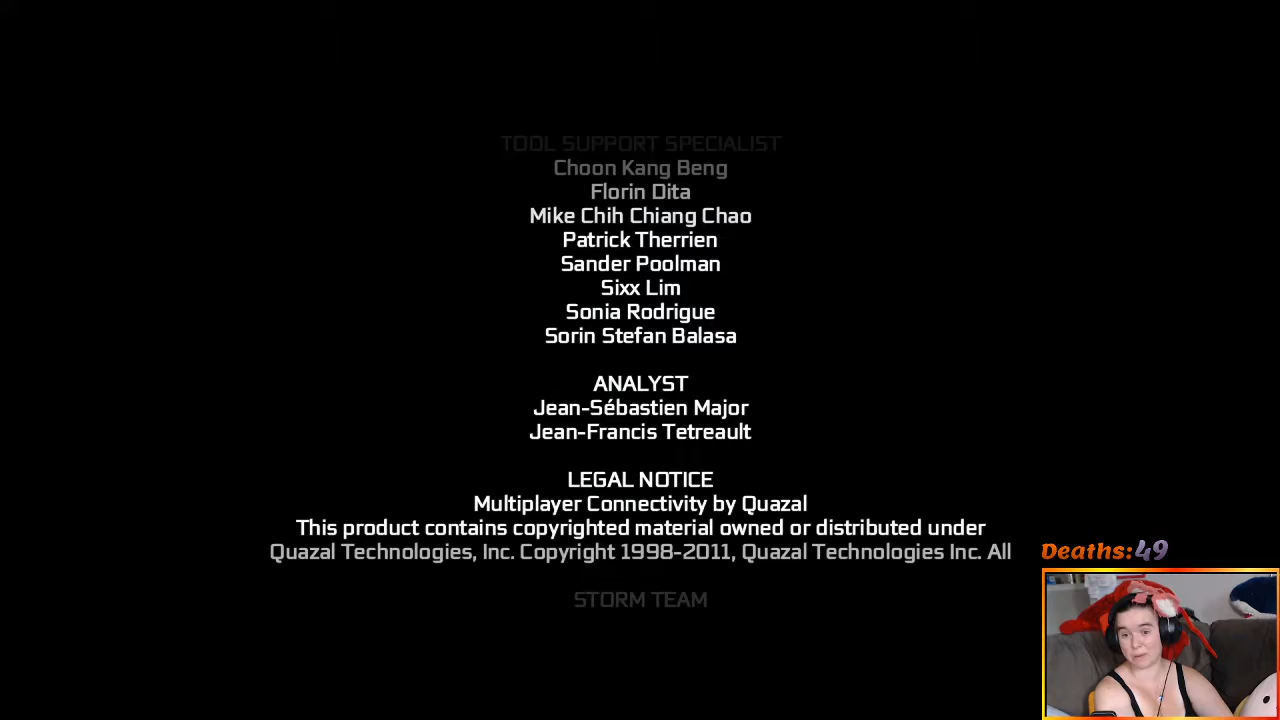 TOOL SUPPORT SPECIALIST
Choon Kang Beng
Florin Dita
Mike Chih Chiang Chao
Patrick Therrien
Sander Poolman
Sixx Lim
Sonia Rodrigue
Sorin Stefan Balasa
ANALYST
Jean-Sébastien Major
Jean-Francis Tetreault
LEGAL NOTICE
Multiplayer Connectivity by Quazal
This product contains copyrighted material owned or distributed under
Quazal Technologies, Inc. Copyright 1998-2011, Quazal Technologies Inc. All
STORM TEAM
Deaths:49